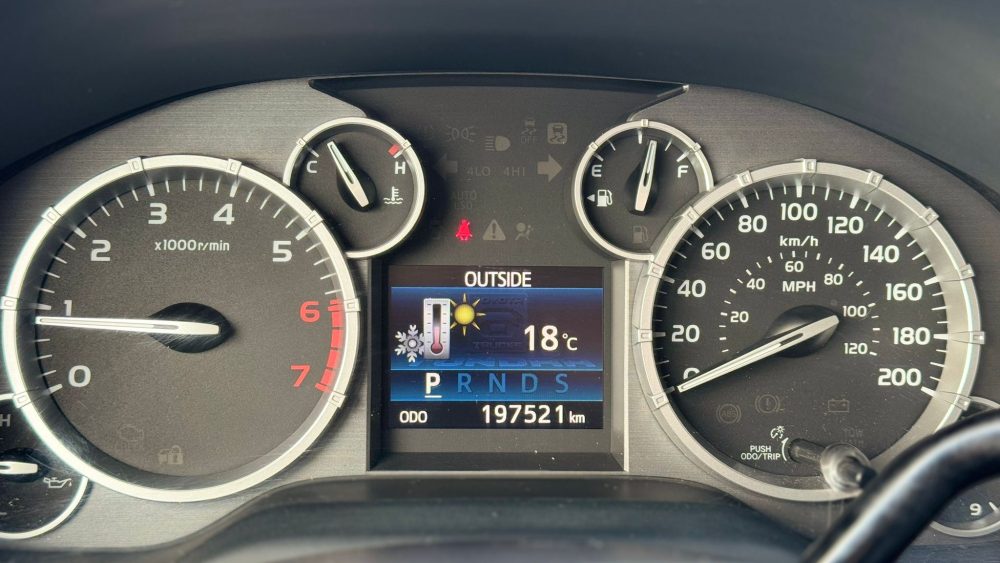 C
H
4LO 4HI
E
F
0
1
2
3
4
5
6
7
x1000r/min
OUTSIDE
18°C
P R N D S
ODO 197521 km
0
20
40
60
80
100
120
140
160
180
200
km/h
MPH
20
40
60
80
100
120
ABS
PUSH
ODO/TRIP
H
9